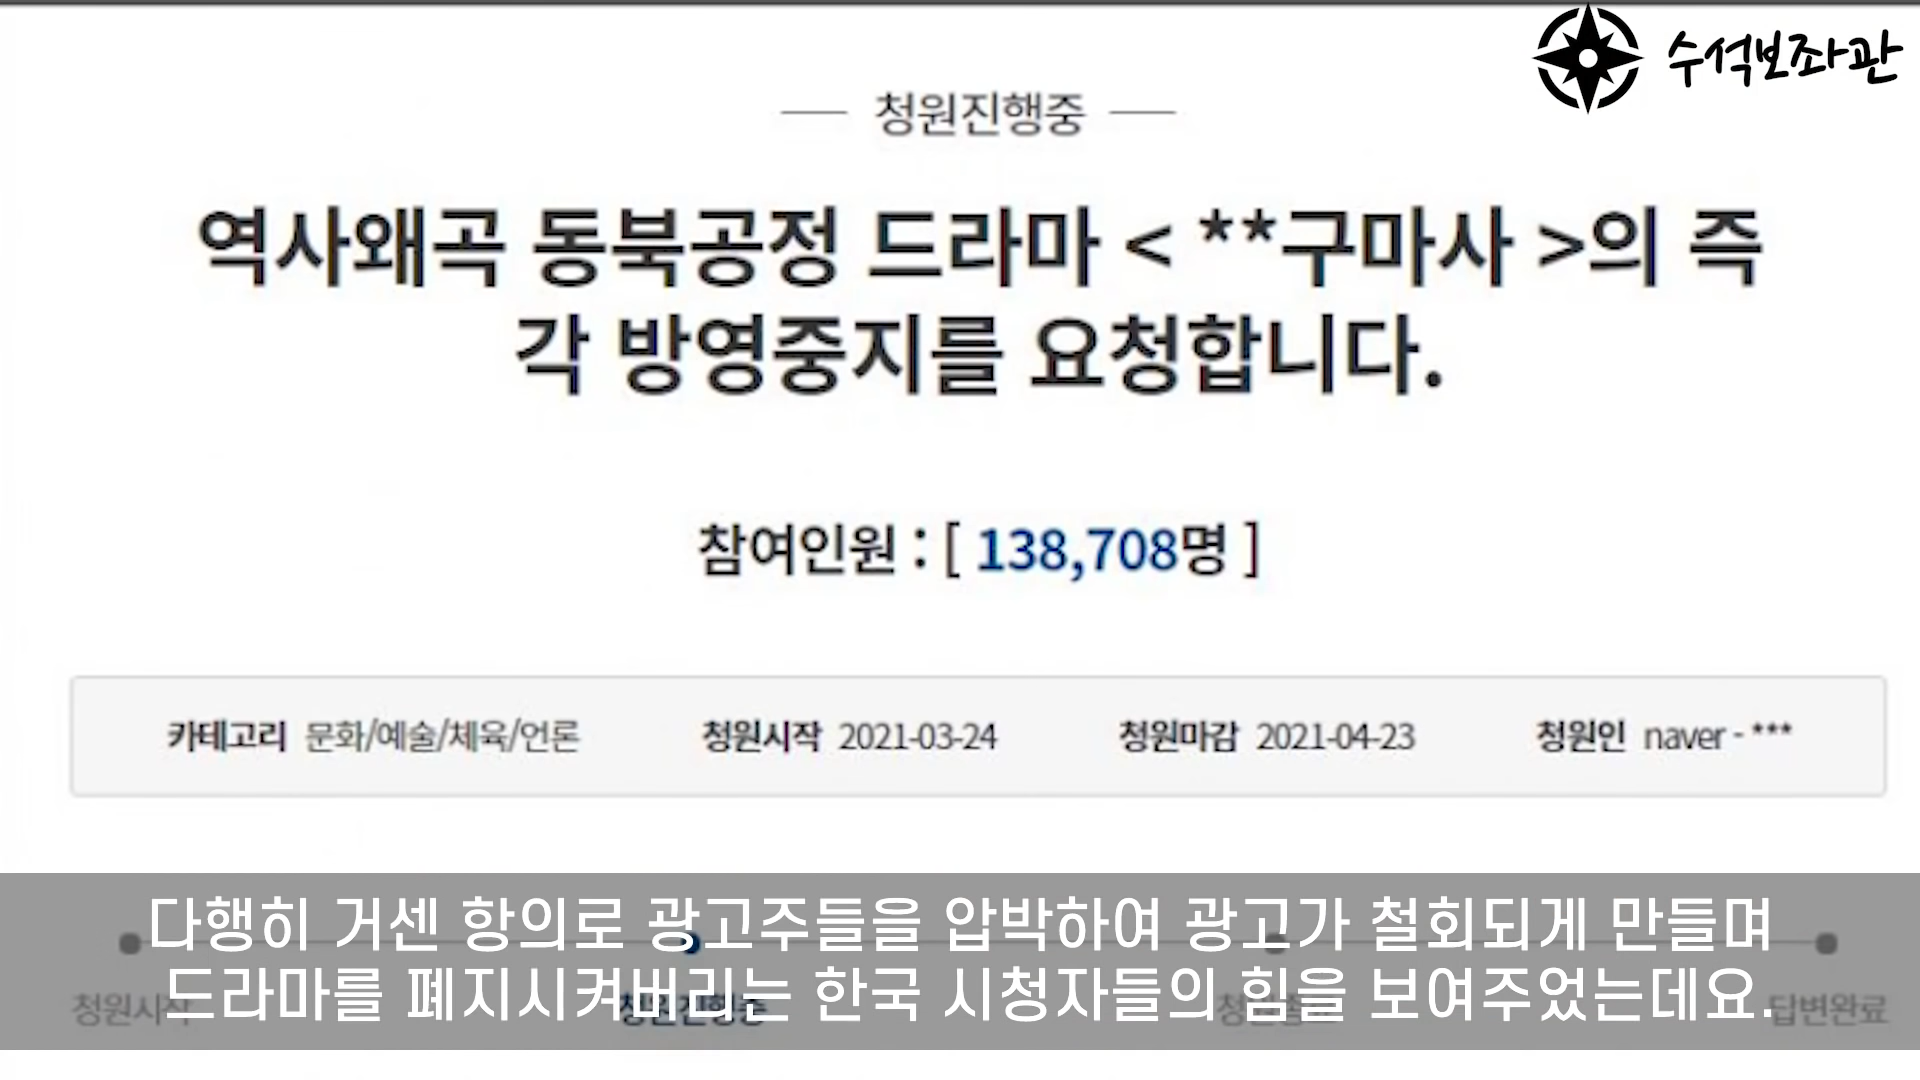 수석보좌관
청원진행중
역사왜곡 동북공정 드라마 < **구마사 >의 즉
각 방영중지를 요청합니다.
참여인원 : [ 138,708명 ]
카테고리 문화/예술/체육/언론 청원시작 2021-03-24 청원마감 2021-04-23 청원인 naver - ***
다행히 거센 항의로 광고주들을 압박하여 광고가 철회되게 만들며
드라마를 폐지시켜버리는 한국 시청자들의 힘을 보여주었는데요.
청원시작 청원진행중 답변완료